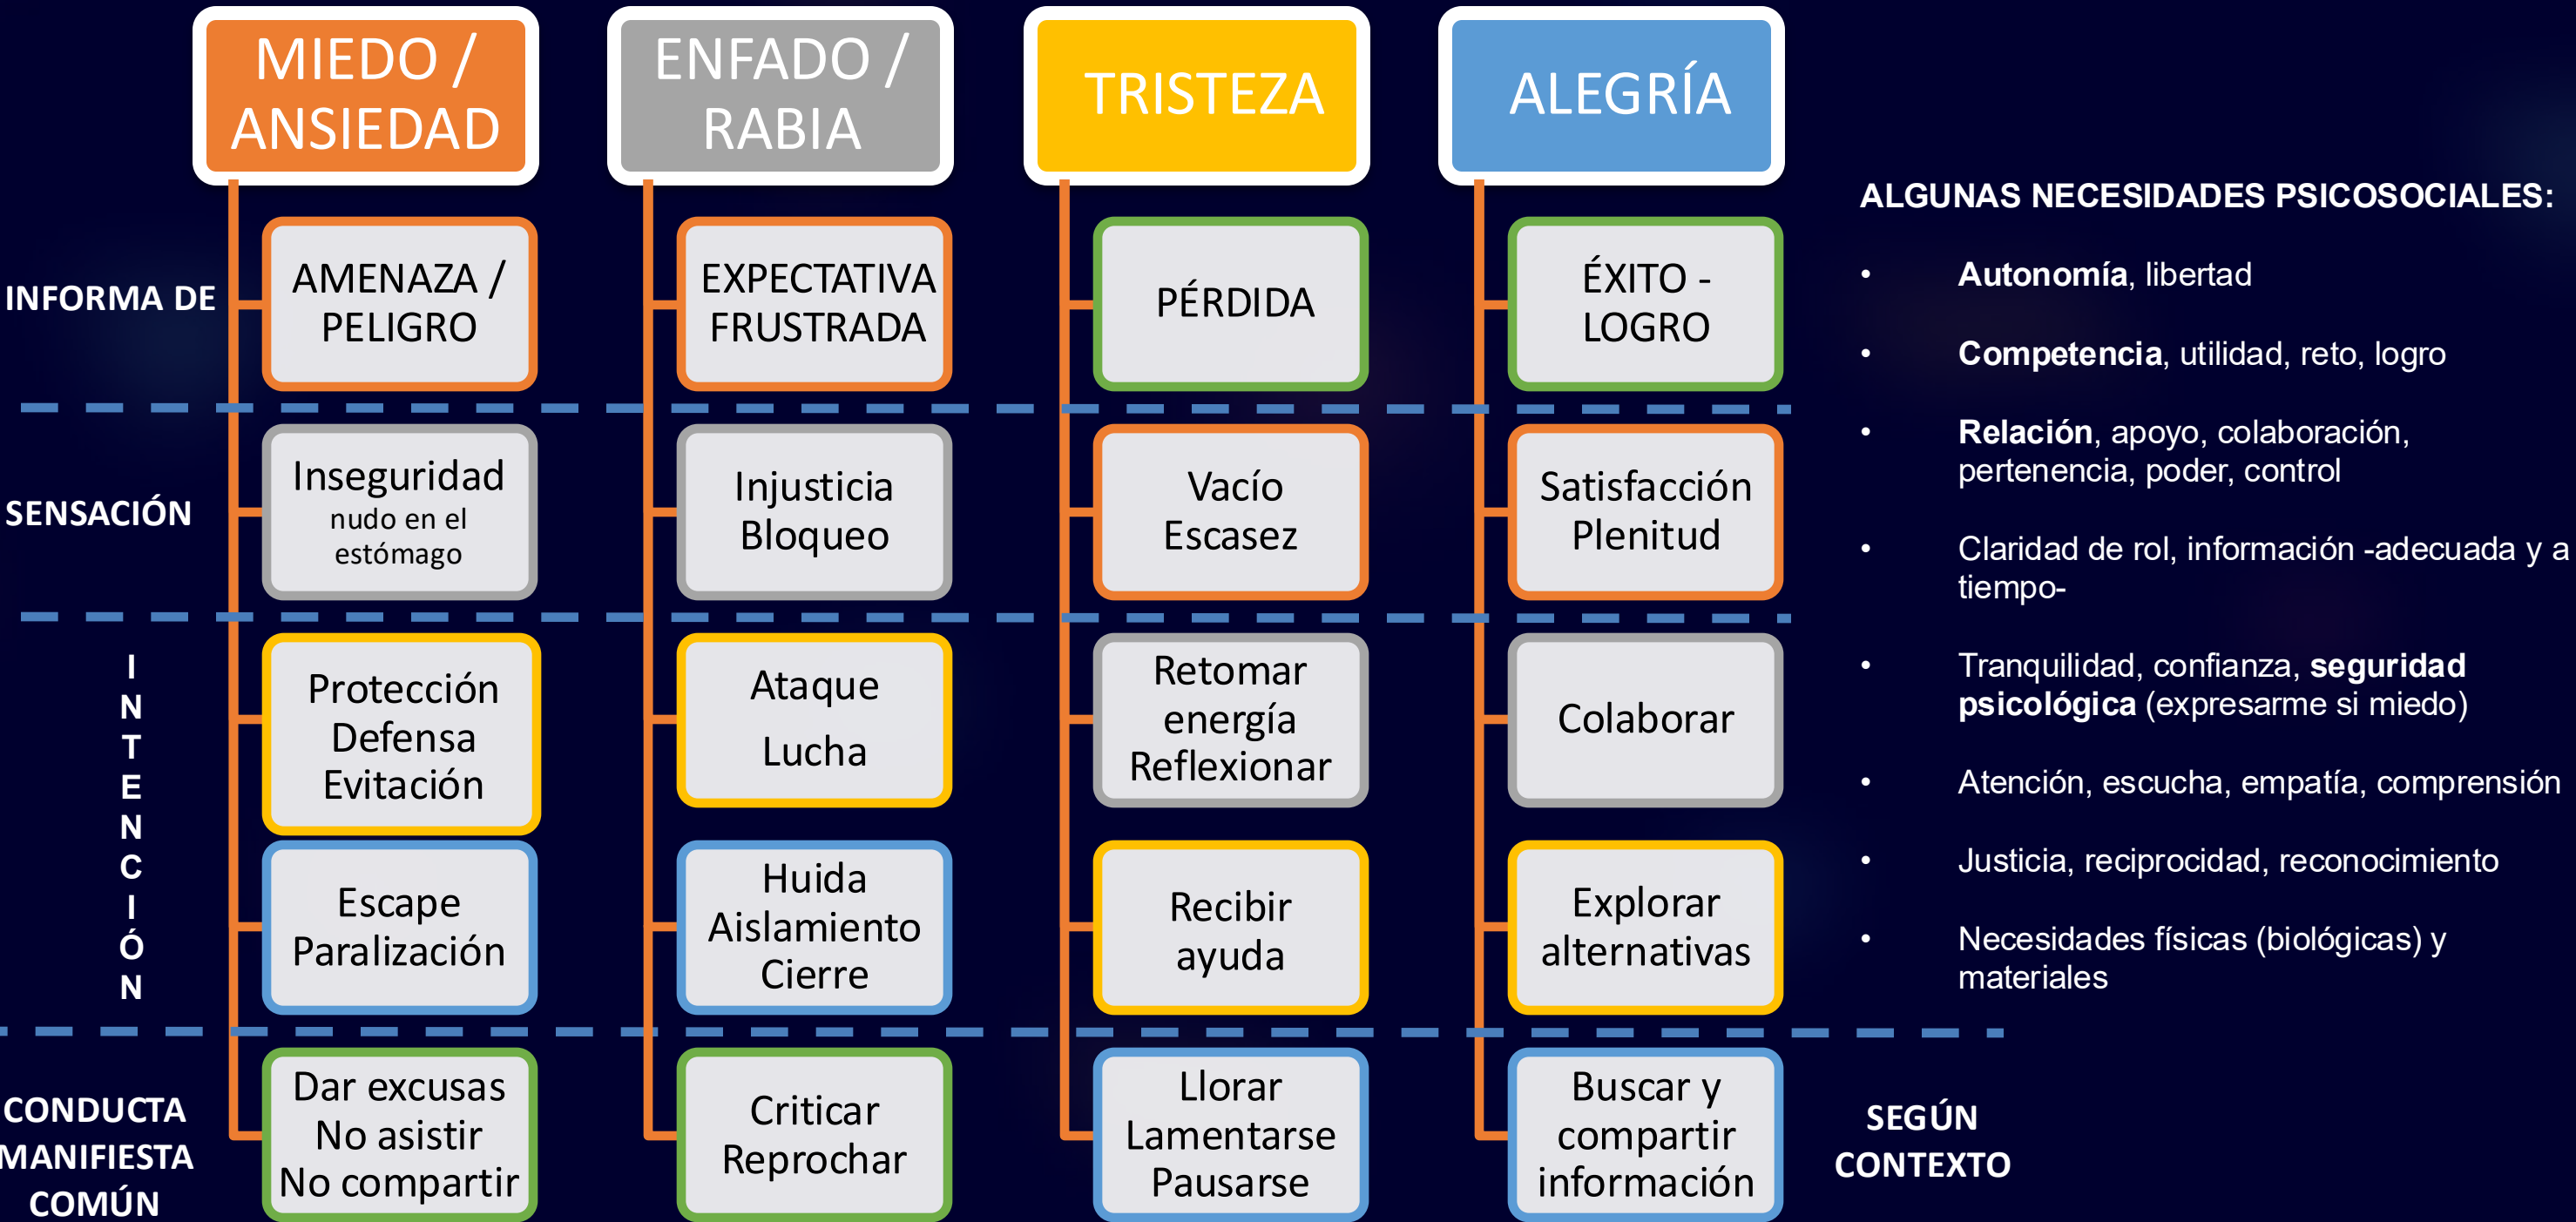 MIEDO /
ANSIEDAD
ENFADO /
RABIA
TRISTEZA
ALEGRÍA
INFORMA DE
AMENAZA /
PELIGRO
EXPECTATIVA
FRUSTRADA
PÉRDIDA
ÉXITO -
LOGRO
SENSACIÓN
Inseguridad
nudo en el
estómago
Injusticia
Bloqueo
Vacío
Escasez
Satisfacción
Plenitud
INTENCIÓN
Protección
Defensa
Evitación
Ataque
Lucha
Retomar
energía
Reflexionar
Colaborar
Escape
Paralización
Huida
Aislamiento
Cierre
Recibir
ayuda
Explorar
alternativas
CONDUCTA
MANIFIESTA
COMÚN
Dar excusas
No asistir
No compartir
Criticar
Reprochar
Llorar
Lamentarse
Pausarse
Buscar y
compartir
información
SEGÚN
CONTEXTO
ALGUNAS NECESIDADES PSICOSOCIALES:
• Autonomía, libertad
• Competencia, utilidad, reto, logro
• Relación, apoyo, colaboración,
pertenencia, poder, control
• Claridad de rol, información -adecuada y a
tiempo-
• Tranquilidad, confianza, seguridad
psicológica (expresarme si miedo)
• Atención, escucha, empatía, comprensión
• Justicia, reciprocidad, reconocimiento
• Necesidades físicas (biológicas) y
materiales